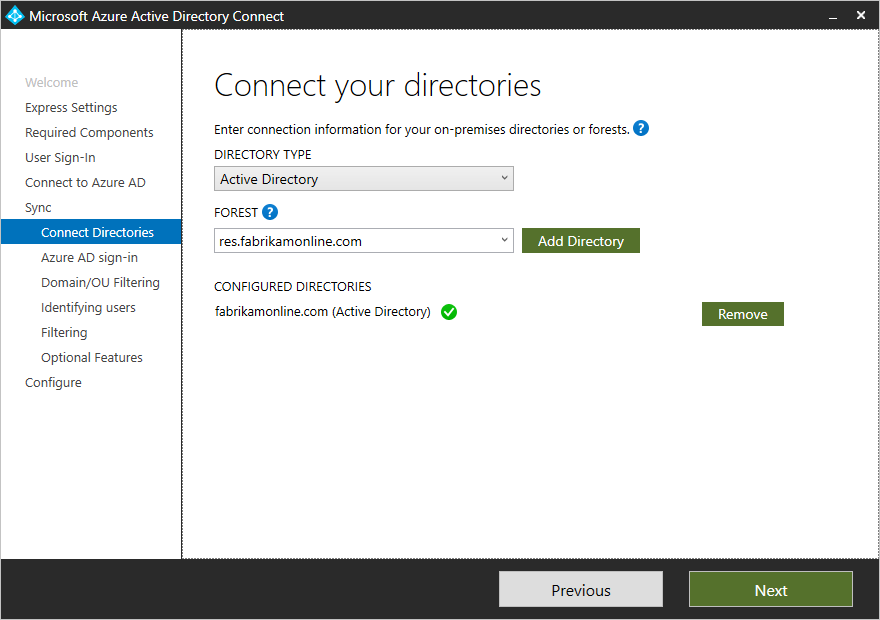 Microsoft Azure Active Directory Connect
Welcome
Express Settings
Required Components
User Sign-In
Connect to Azure AD
Sync
Connect Directories
Azure AD sign-in
Domain/OU Filtering
Identifying users
Filtering
Optional Features
Configure
Connect your directories
Enter connection information for your on-premises directories or forests. ?
DIRECTORY TYPE
Active Directory
FOREST ?
res.fabrikamonline.com Add Directory
CONFIGURED DIRECTORIES
fabrikamonline.com (Active Directory) Remove
Previous Next